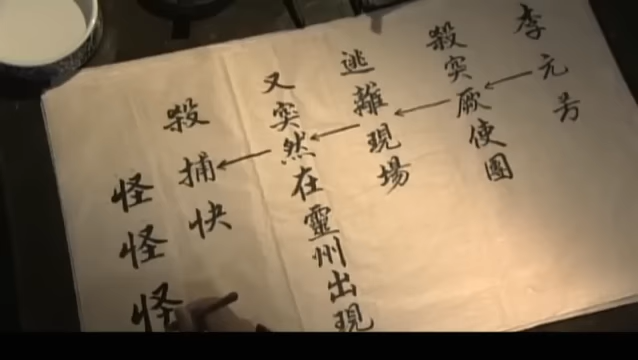 李元芳
殺突厥使團
逃離現場
又突然在靈州出現
殺捕快
怪怪怪